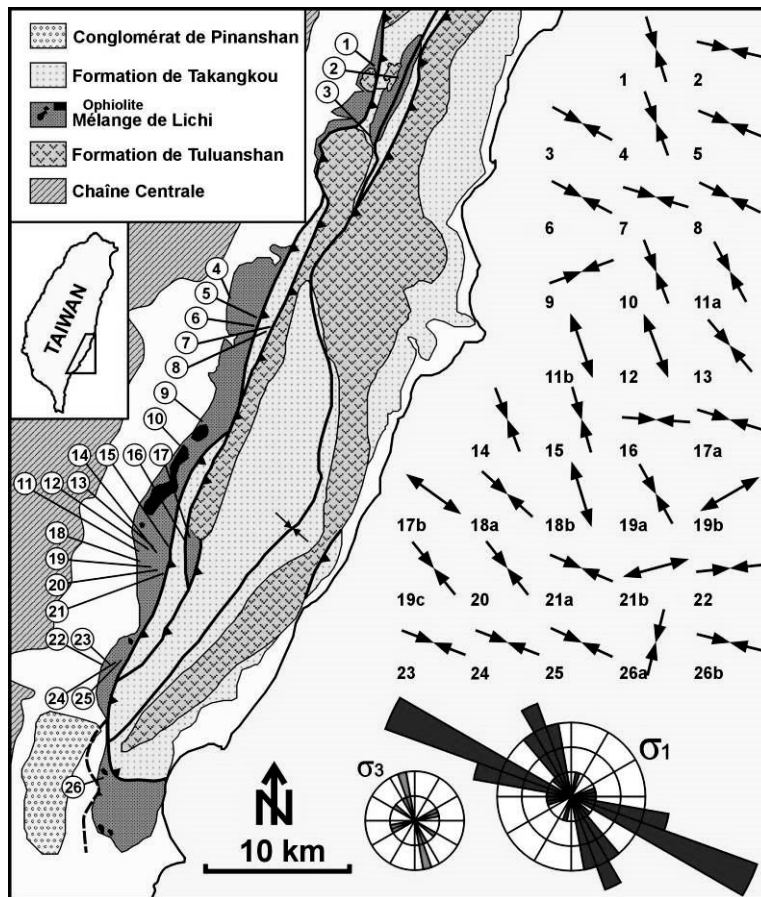 Conglomérat de Pinanshan
Formation de Takangkou
Ophiolite
Mélange de Lichi
Formation de Tuluanshan
Chaîne Centrale
TAIWAN
1
2
3
4
5
6
7
8
9
10
14 15 16 17
11 12 13
18
19
20
21
22 23
24 25
26
1 2
3 4 5
6 7 8
9 10 11a
11b 12 13
14 15 16 17a
17b 18a 18b 19a 19b
19c 20 21a 21b 22
23 24 25 26a 26b
σ1
σ3
N
10 km